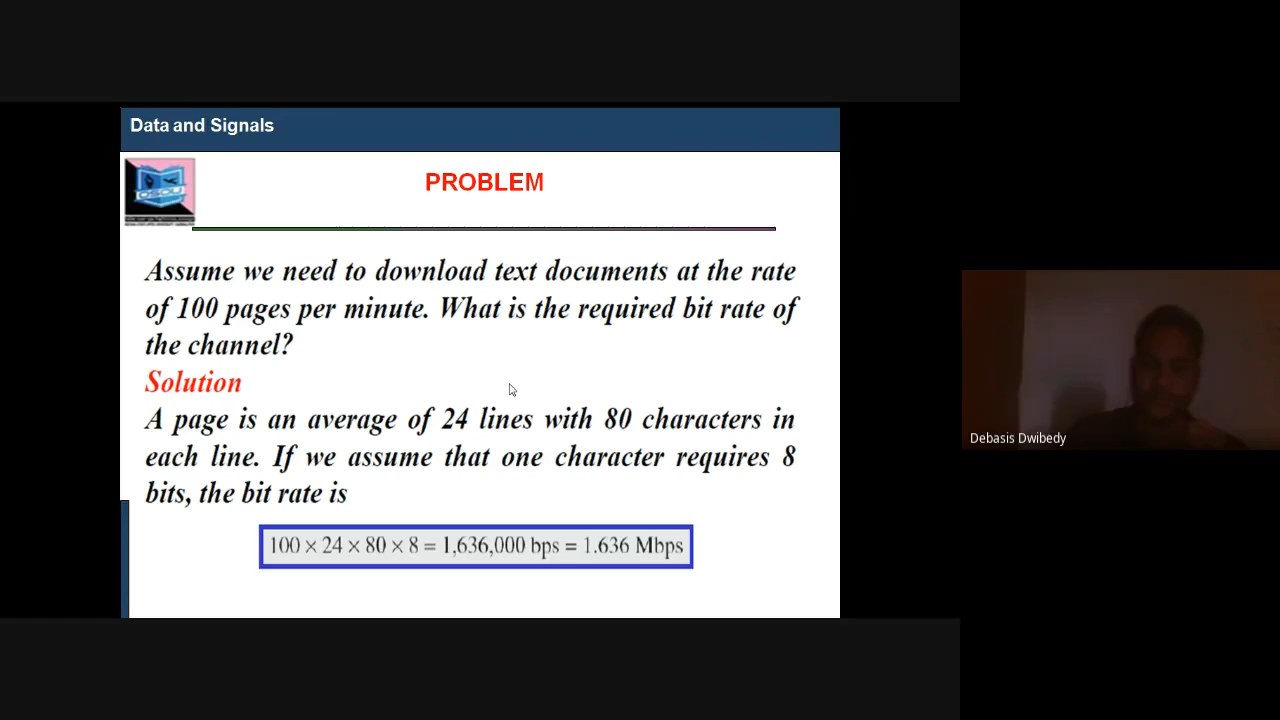 Data and Signals
PROBLEM
Assume we need to download text documents at the rate
of 100 pages per minute. What is the required bit rate of
the channel?
Solution
A page is an average of 24 lines with 80 characters in
each line. If we assume that one character requires 8
bits, the bit rate is
100 × 24 × 80 × 8 = 1,636,000 bps = 1.636 Mbps
Debasis Dwibedy